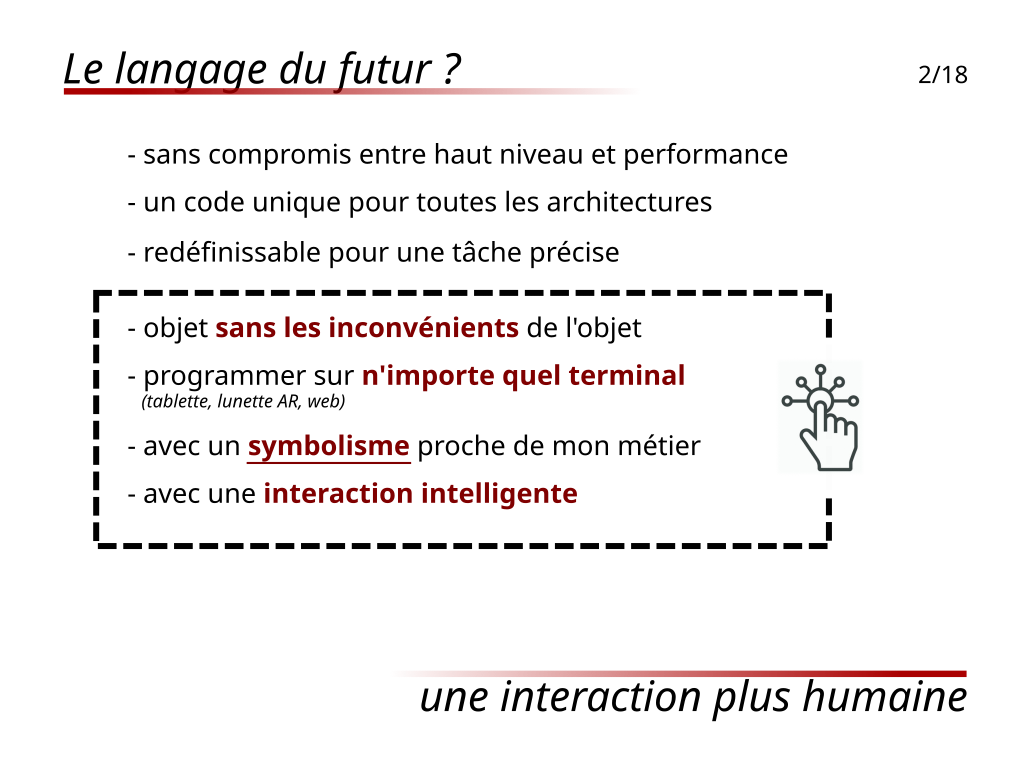 Le langage du futur ?
2/18
- sans compromis entre haut niveau et performance
- un code unique pour toutes les architectures
- redéfinissable pour une tâche précise
- objet sans les inconvénients de l'objet
- programmer sur n'importe quel terminal
(tablette, lunette AR, web)
- avec un symbolisme proche de mon métier
- avec une interaction intelligente
une interaction plus humaine